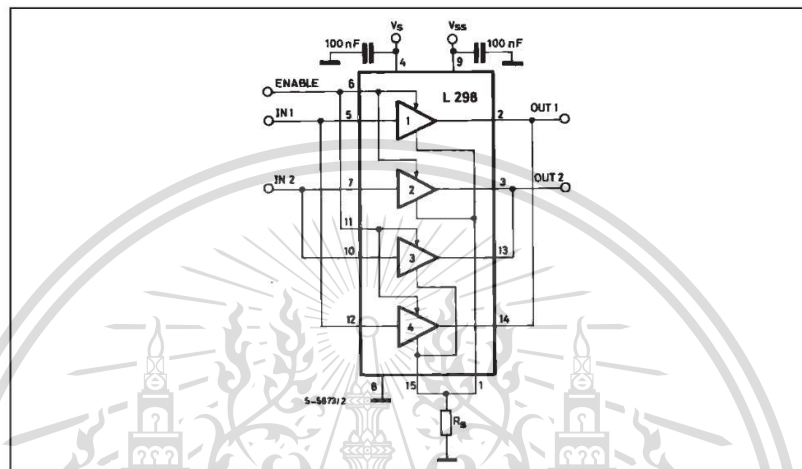 Vs Vss
100 nF 100 nF
4 9
ENABLE 6 L 298
IN 1 5 1 2 OUT 1
IN 2 7 2 3 OUT 2
11
10 3 13
12 4 14
8 15 1
S-5873/2
Rs